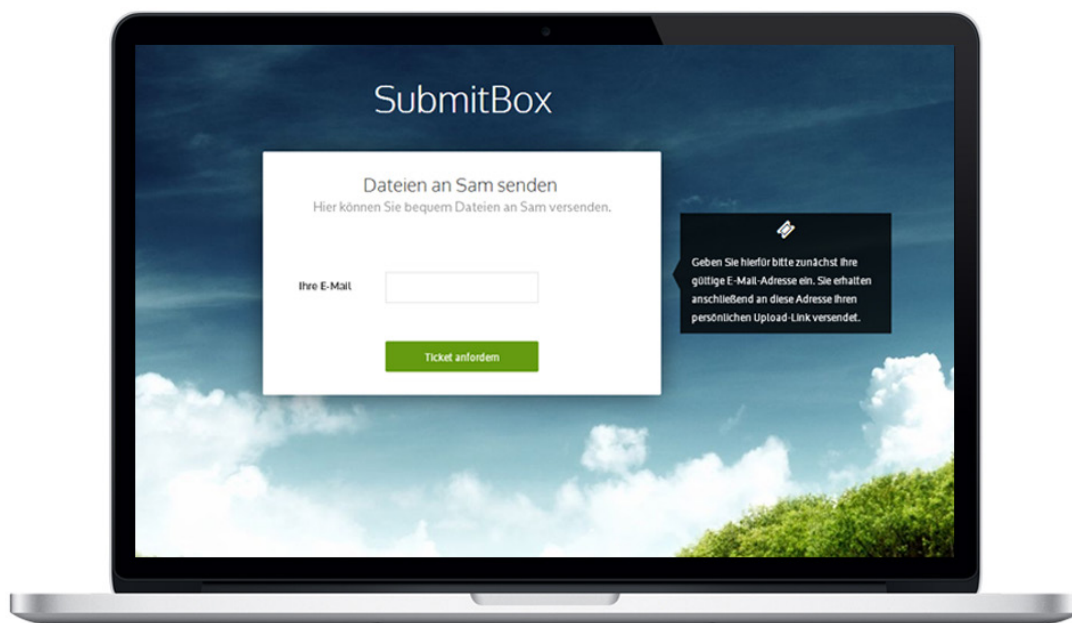 SubmitBox
Dateien an Sam senden
Hier können Sie bequem Dateien an Sam versenden.
Ihre E-Mail
Ticket anfordern
Geben Sie hierfür bitte zunächst Ihre
gültige E-Mail-Adresse ein. Sie erhalten
anschließend an diese Adresse Ihren
persönlichen Upload-Link versendet.